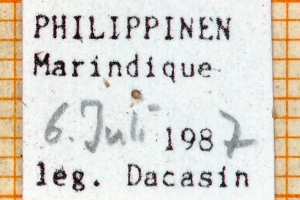 PHILIPPINEN
Marindique
6. Juli 1987
leg. Dacasin